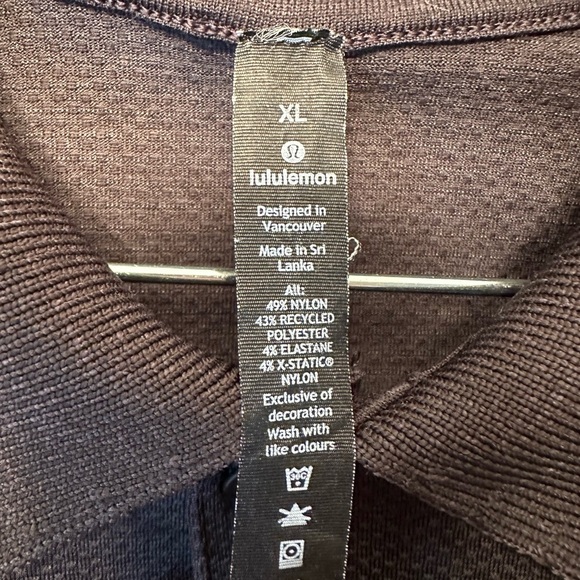 XL
lululemon
Designed in
Vancouver
Made in Sri
Lanka
All:
49% NYLON
43% RECYCLED
POLYESTER
4% ELASTANE
4% X-STATIC®
NYLON
Exclusive of
decoration
Wash with
like colours
30C